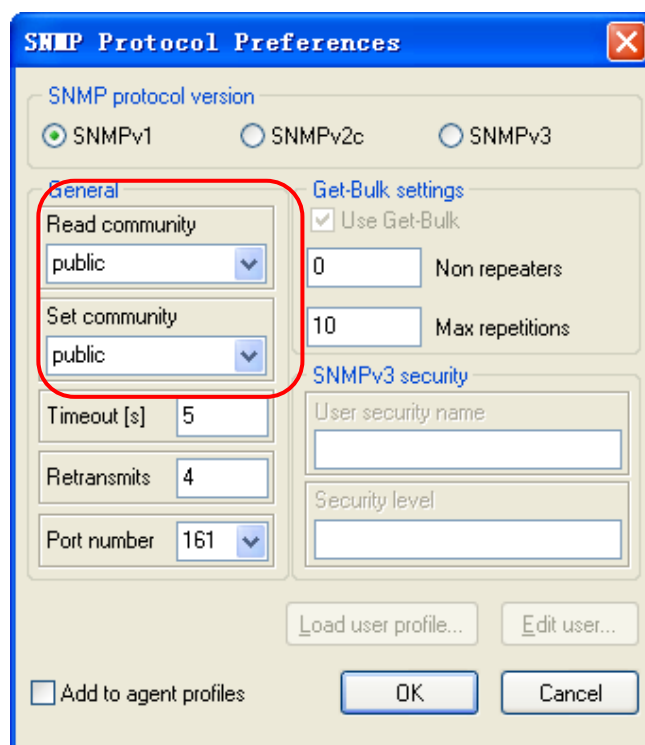 SNMP Protocol Preferences
SNMP protocol version
SNMPv1 SNMPv2c SNMPv3
General
Read community
public
Set community
public
Timeout [s] 5
Retransmits 4
Port number 161
Get-Bulk settings
Use Get-Bulk
0 Non repeaters
10 Max repetitions
SNMPv3 security
User security name
Security level
Load user profile... Edit user...
Add to agent profiles OK Cancel